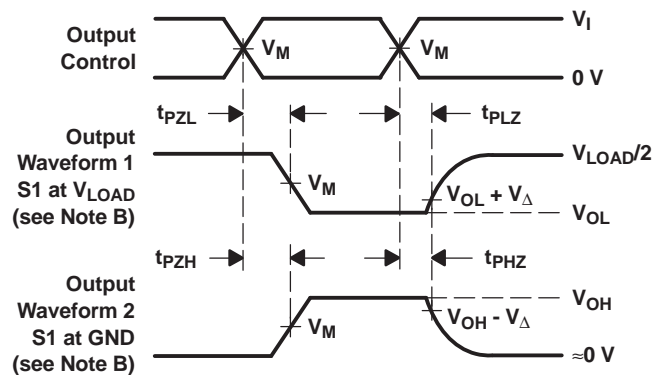 Output
Control
V_M
V_M
V_I
0 V
t_PZL
t_PLZ
Output
Waveform 1
S1 at V_LOAD
(see Note B)
V_M
V_LOAD/2
V_OL + V_Δ
V_OL
t_PZH
t_PHZ
Output
Waveform 2
S1 at GND
(see Note B)
V_M
V_OH
V_OH - V_Δ
≈0 V